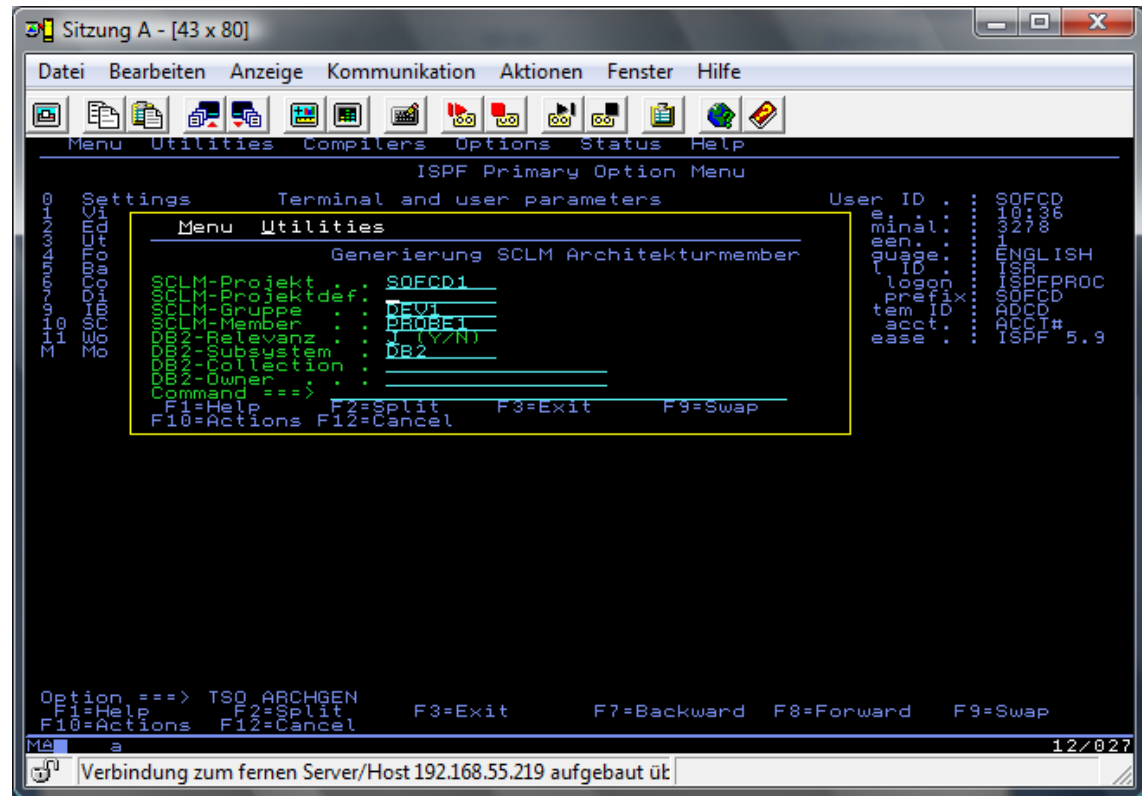 Sitzung A - [43 x 80]
Datei Bearbeiten Anzeige Kommunikation Aktionen Fenster Hilfe
Menu Utilities Compilers Options Status Help
ISPF Primary Option Menu
0 Settings Terminal and user parameters User ID . : SOFCD
1 Vi e. . . : 10:36
2 Ed minal. : 3278
3 Ut een. . : 1
4 Fo guage. : ENGLISH
5 Ba l ID . : ISR
6 Co logon : ISPFPROC
7 Di prefix: SOFCD
9 IB tem ID : ADCD
10 SC acct. : ACCT#
11 Wo ease . : ISPF 5.9
M Mo
Menu Utilities
Generierung SCLM Architekturmember
SCLM-Projekt . . SOFCD1
SCLM-Projektdef:
SCLM-Gruppe . . DEV1
SCLM-Member . . PROBE1
DB2-Relevanz . . J (Y/N)
DB2-Subsystem . DB2
DB2-Collection .
DB2-Owner . . .
Command ===>
F1=Help F2=Split F3=Exit F9=Swap
F10=Actions F12=Cancel
Option ===> TSO ARCHGEN
F1=Help F2=Split F3=Exit F7=Backward F8=Forward F9=Swap
F10=Actions F12=Cancel
MA a 12/027
Verbindung zum fernen Server/Host 192.168.55.219 aufgebaut üb